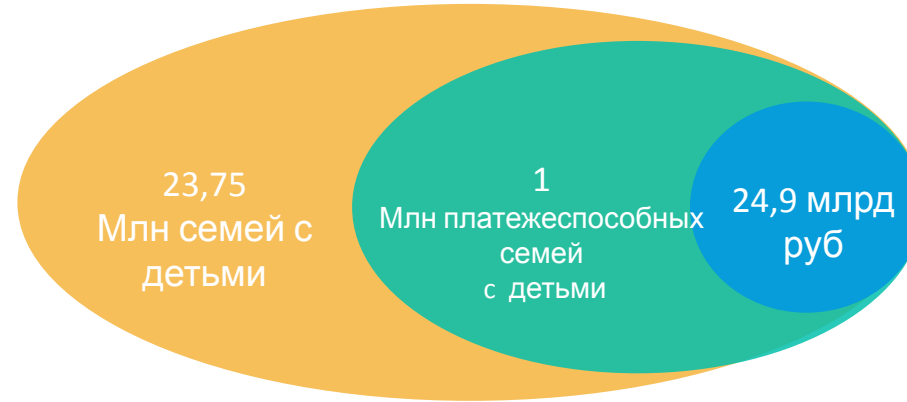 23,75
Млн семей с
детьми
1
Млн платежеспособных
семей
с детьми
24,9 млрд
руб